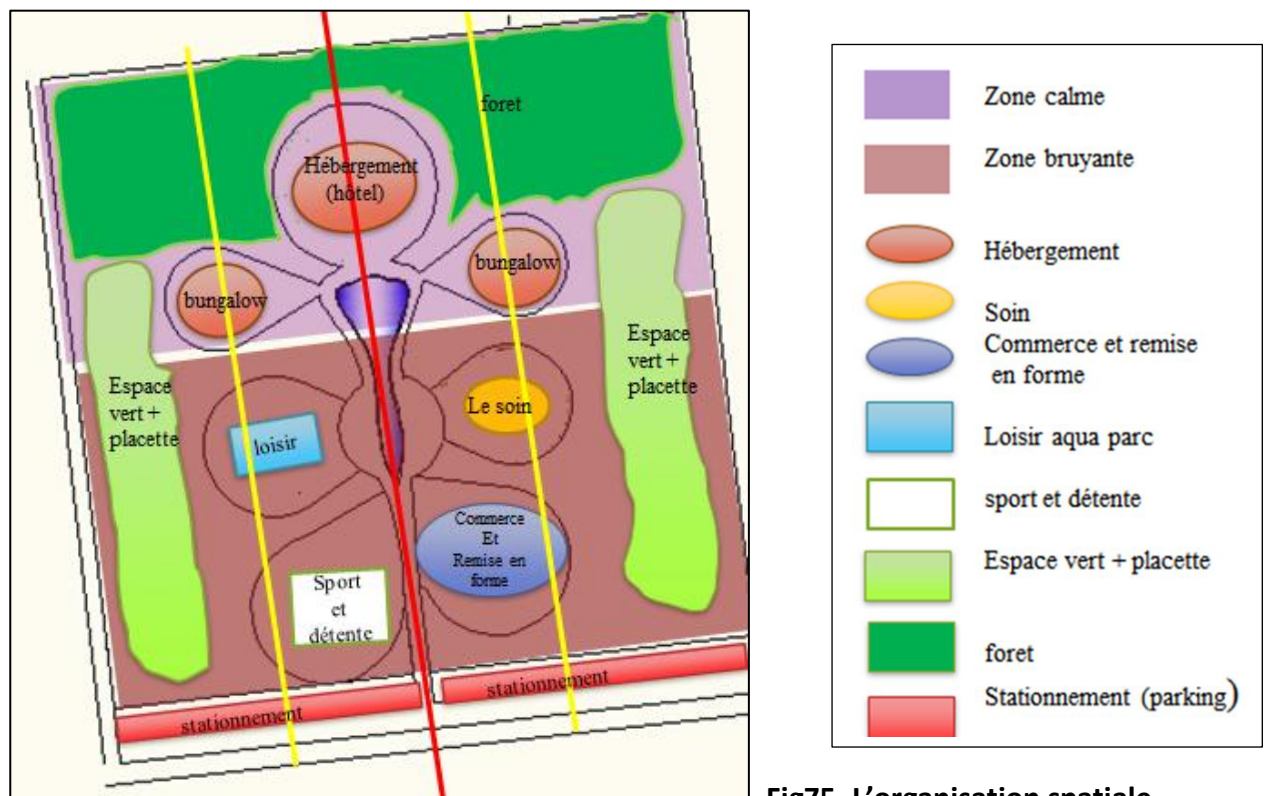 foret
Hébergement
(hôtel)
bungalow
bungalow
Espace
vert +
placette
Espace
vert +
placette
Le soin
loisir
Commerce
Et
Remise en
forme
Sport
et
détente
stationnement
stationnement
Zone calme
Zone bruyante
Hébergement
Soin
Commerce et remise
en forme
Loisir aqua parc
sport et détente
Espace vert + placette
foret
Stationnement (parking)
L'organisation spatiale